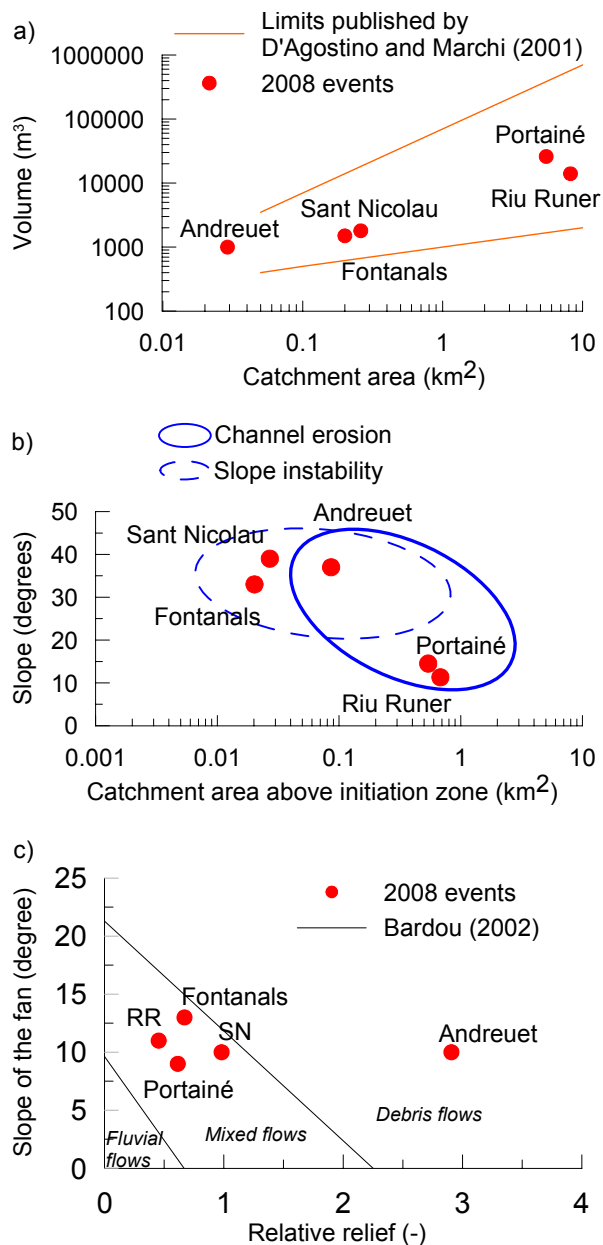 a)
Limits published by
D'Agostino and Marchi (2001)
2008 events
Volume (m³)
1000000
100000
10000
1000
100
Andreuet
Sant Nicolau
Fontanals
Portainé
Riu Runer
0.01
0.1
1
10
Catchment area (km²)
b)
Channel erosion
Slope instability
Slope (degrees)
50
40
30
20
10
0
Andreuet
Sant Nicolau
Fontanals
Portainé
Riu Runer
0.001
0.01
0.1
1
10
Catchment area above initiation zone (km²)
c)
2008 events
Bardou (2002)
Slope of the fan (degree)
25
20
15
10
5
0
Fontanals
RR
SN
Portainé
Andreuet
Debris flows
Mixed flows
Fluvial
flows
0
1
2
3
4
Relative relief (-)